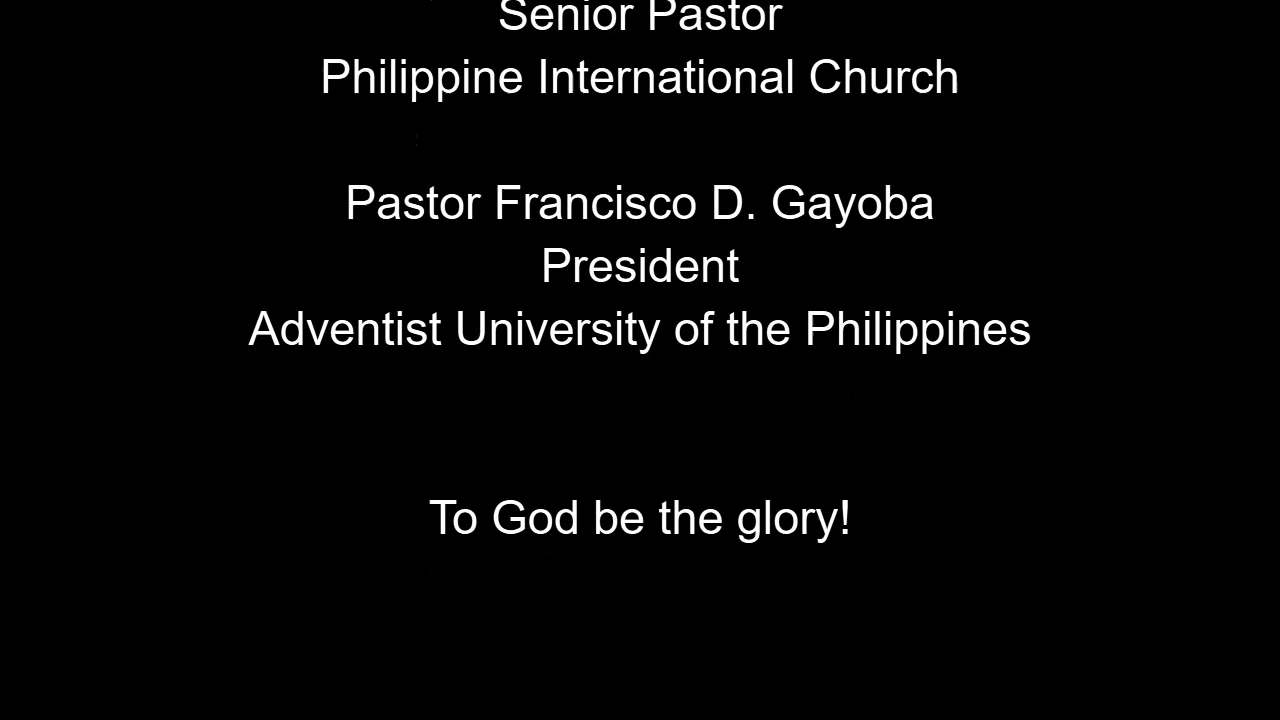 Senior Pastor
Philippine International Church
Pastor Francisco D. Gayoba
President
Adventist University of the Philippines
To God be the glory!